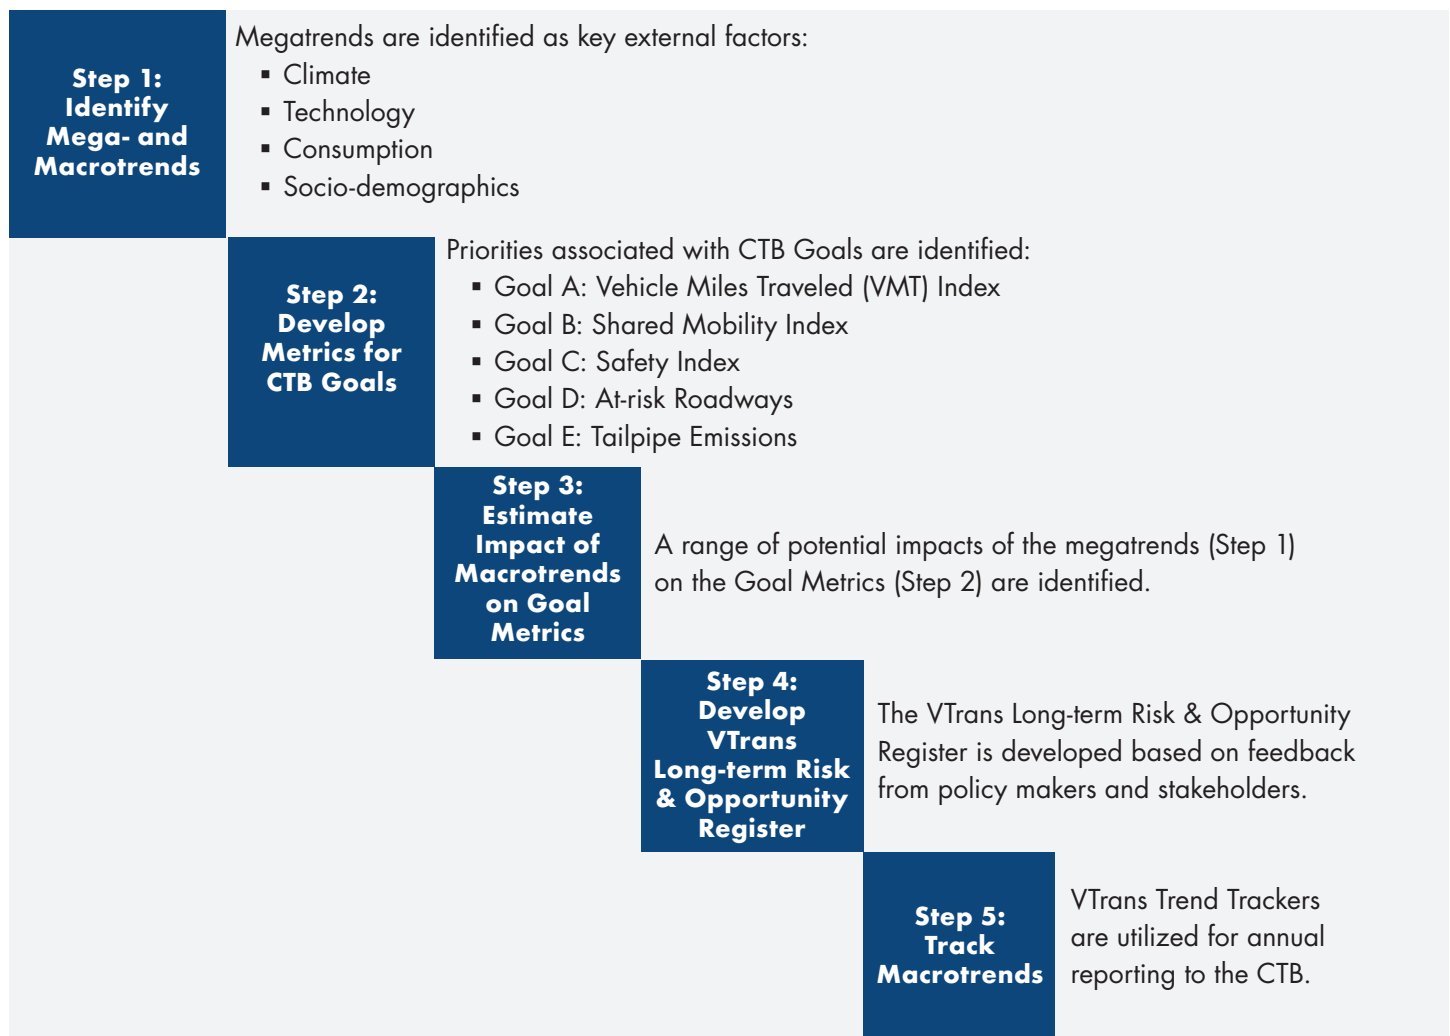 Step 1:
Identify
Mega- and
Macrotrends
Megatrends are identified as key external factors:
▪ Climate
▪ Technology
▪ Consumption
▪ Socio-demographics
Step 2:
Develop
Metrics for
CTB Goals
Priorities associated with CTB Goals are identified:
▪ Goal A: Vehicle Miles Traveled (VMT) Index
▪ Goal B: Shared Mobility Index
▪ Goal C: Safety Index
▪ Goal D: At-risk Roadways
▪ Goal E: Tailpipe Emissions
Step 3:
Estimate
Impact of
Macrotrends
on Goal
Metrics
A range of potential impacts of the megatrends (Step 1)
on the Goal Metrics (Step 2) are identified.
Step 4:
Develop
VTrans
Long-term Risk
& Opportunity
Register
The VTrans Long-term Risk & Opportunity
Register is developed based on feedback
from policy makers and stakeholders.
Step 5:
Track
Macrotrends
VTrans Trend Trackers
are utilized for annual
reporting to the CTB.